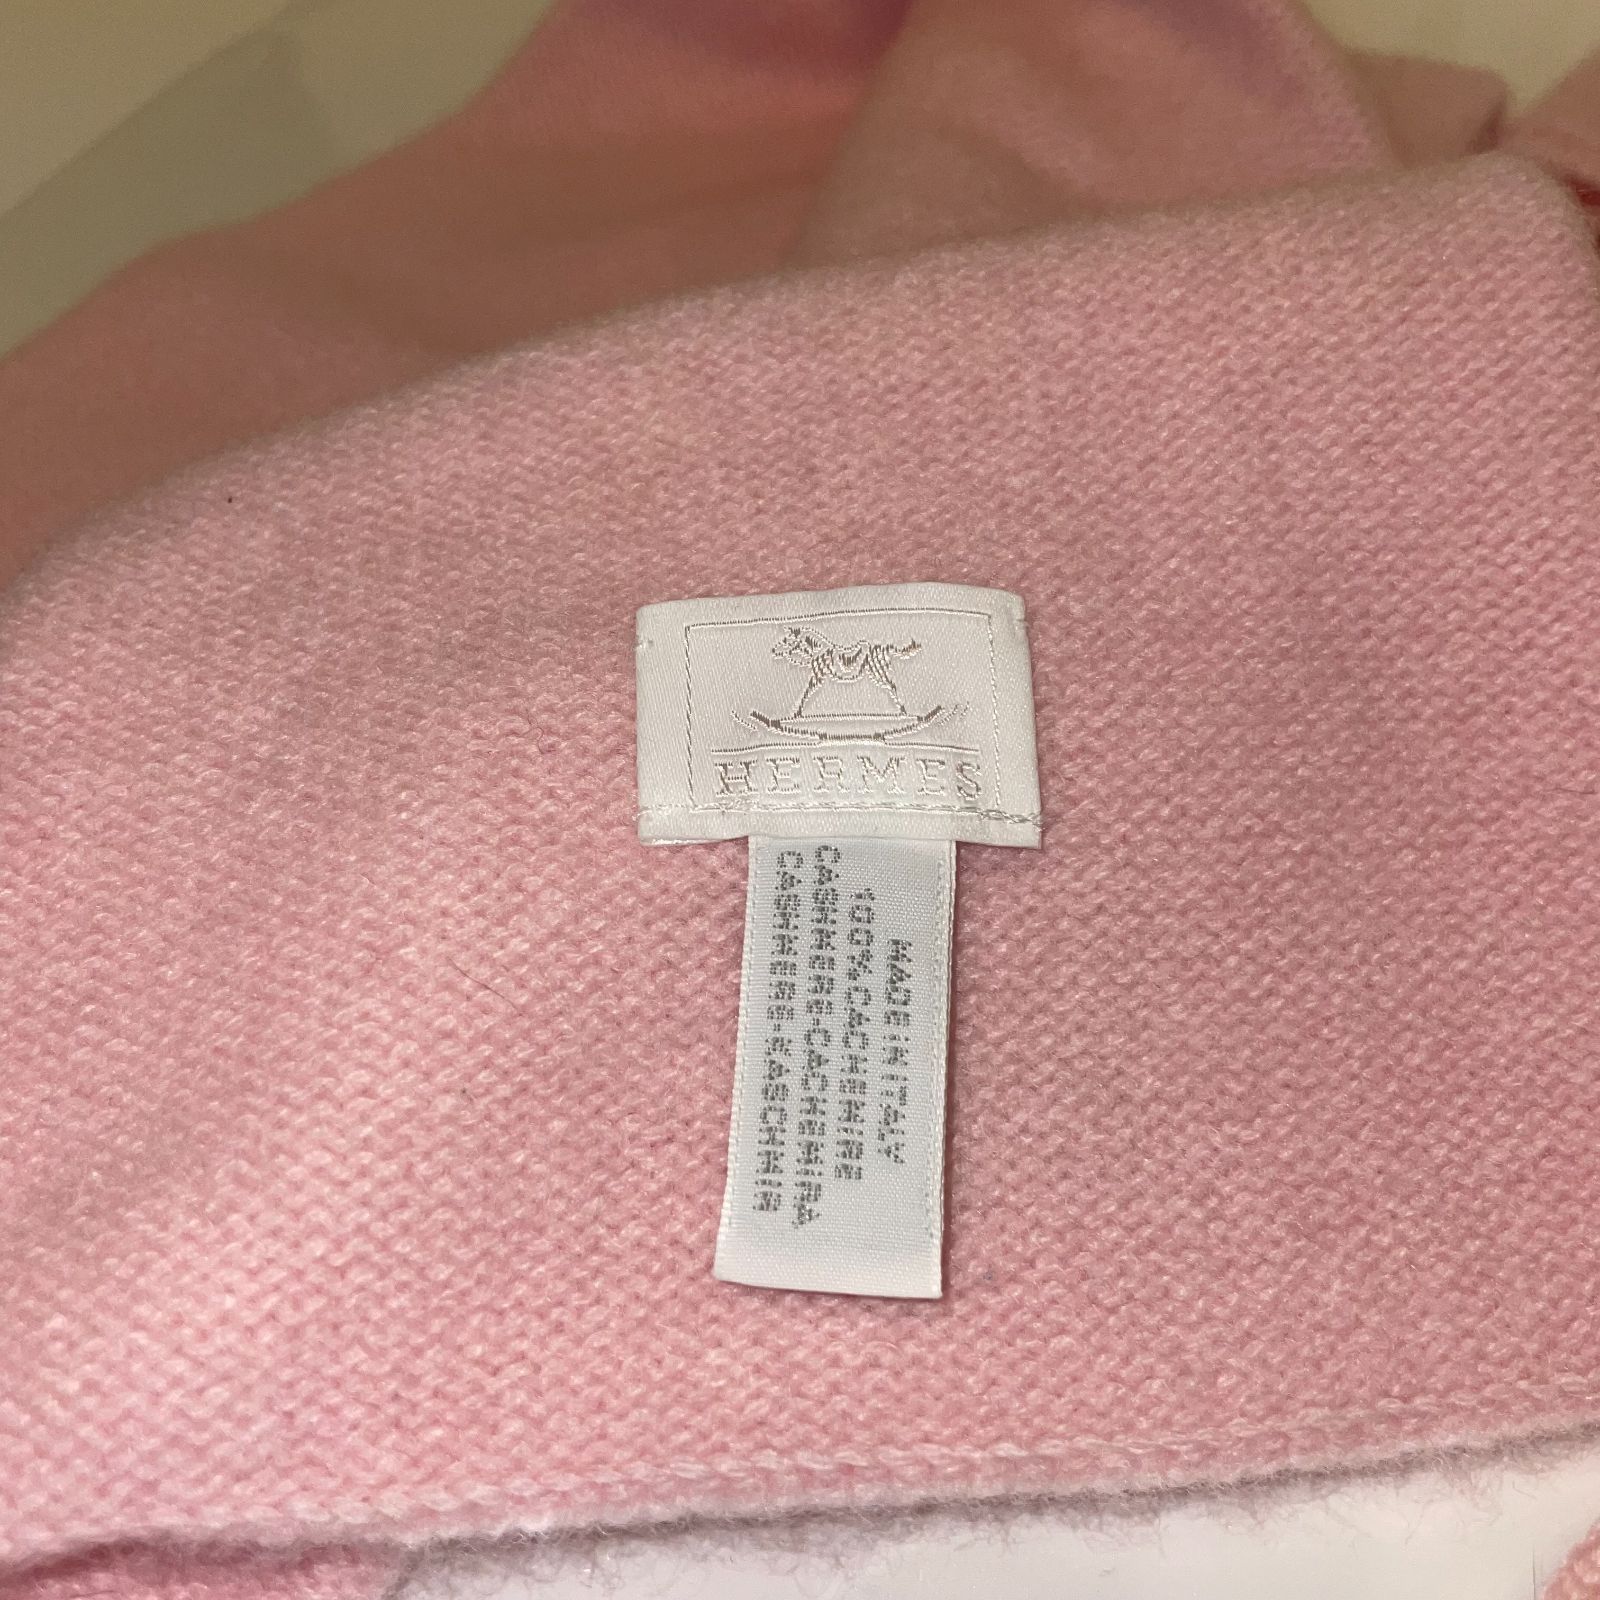 HERMES
MADE IN ITALY
100% CACHEMIRE
CASHMERE-CACHEMIRA
CASHMERE-KASCHMIR